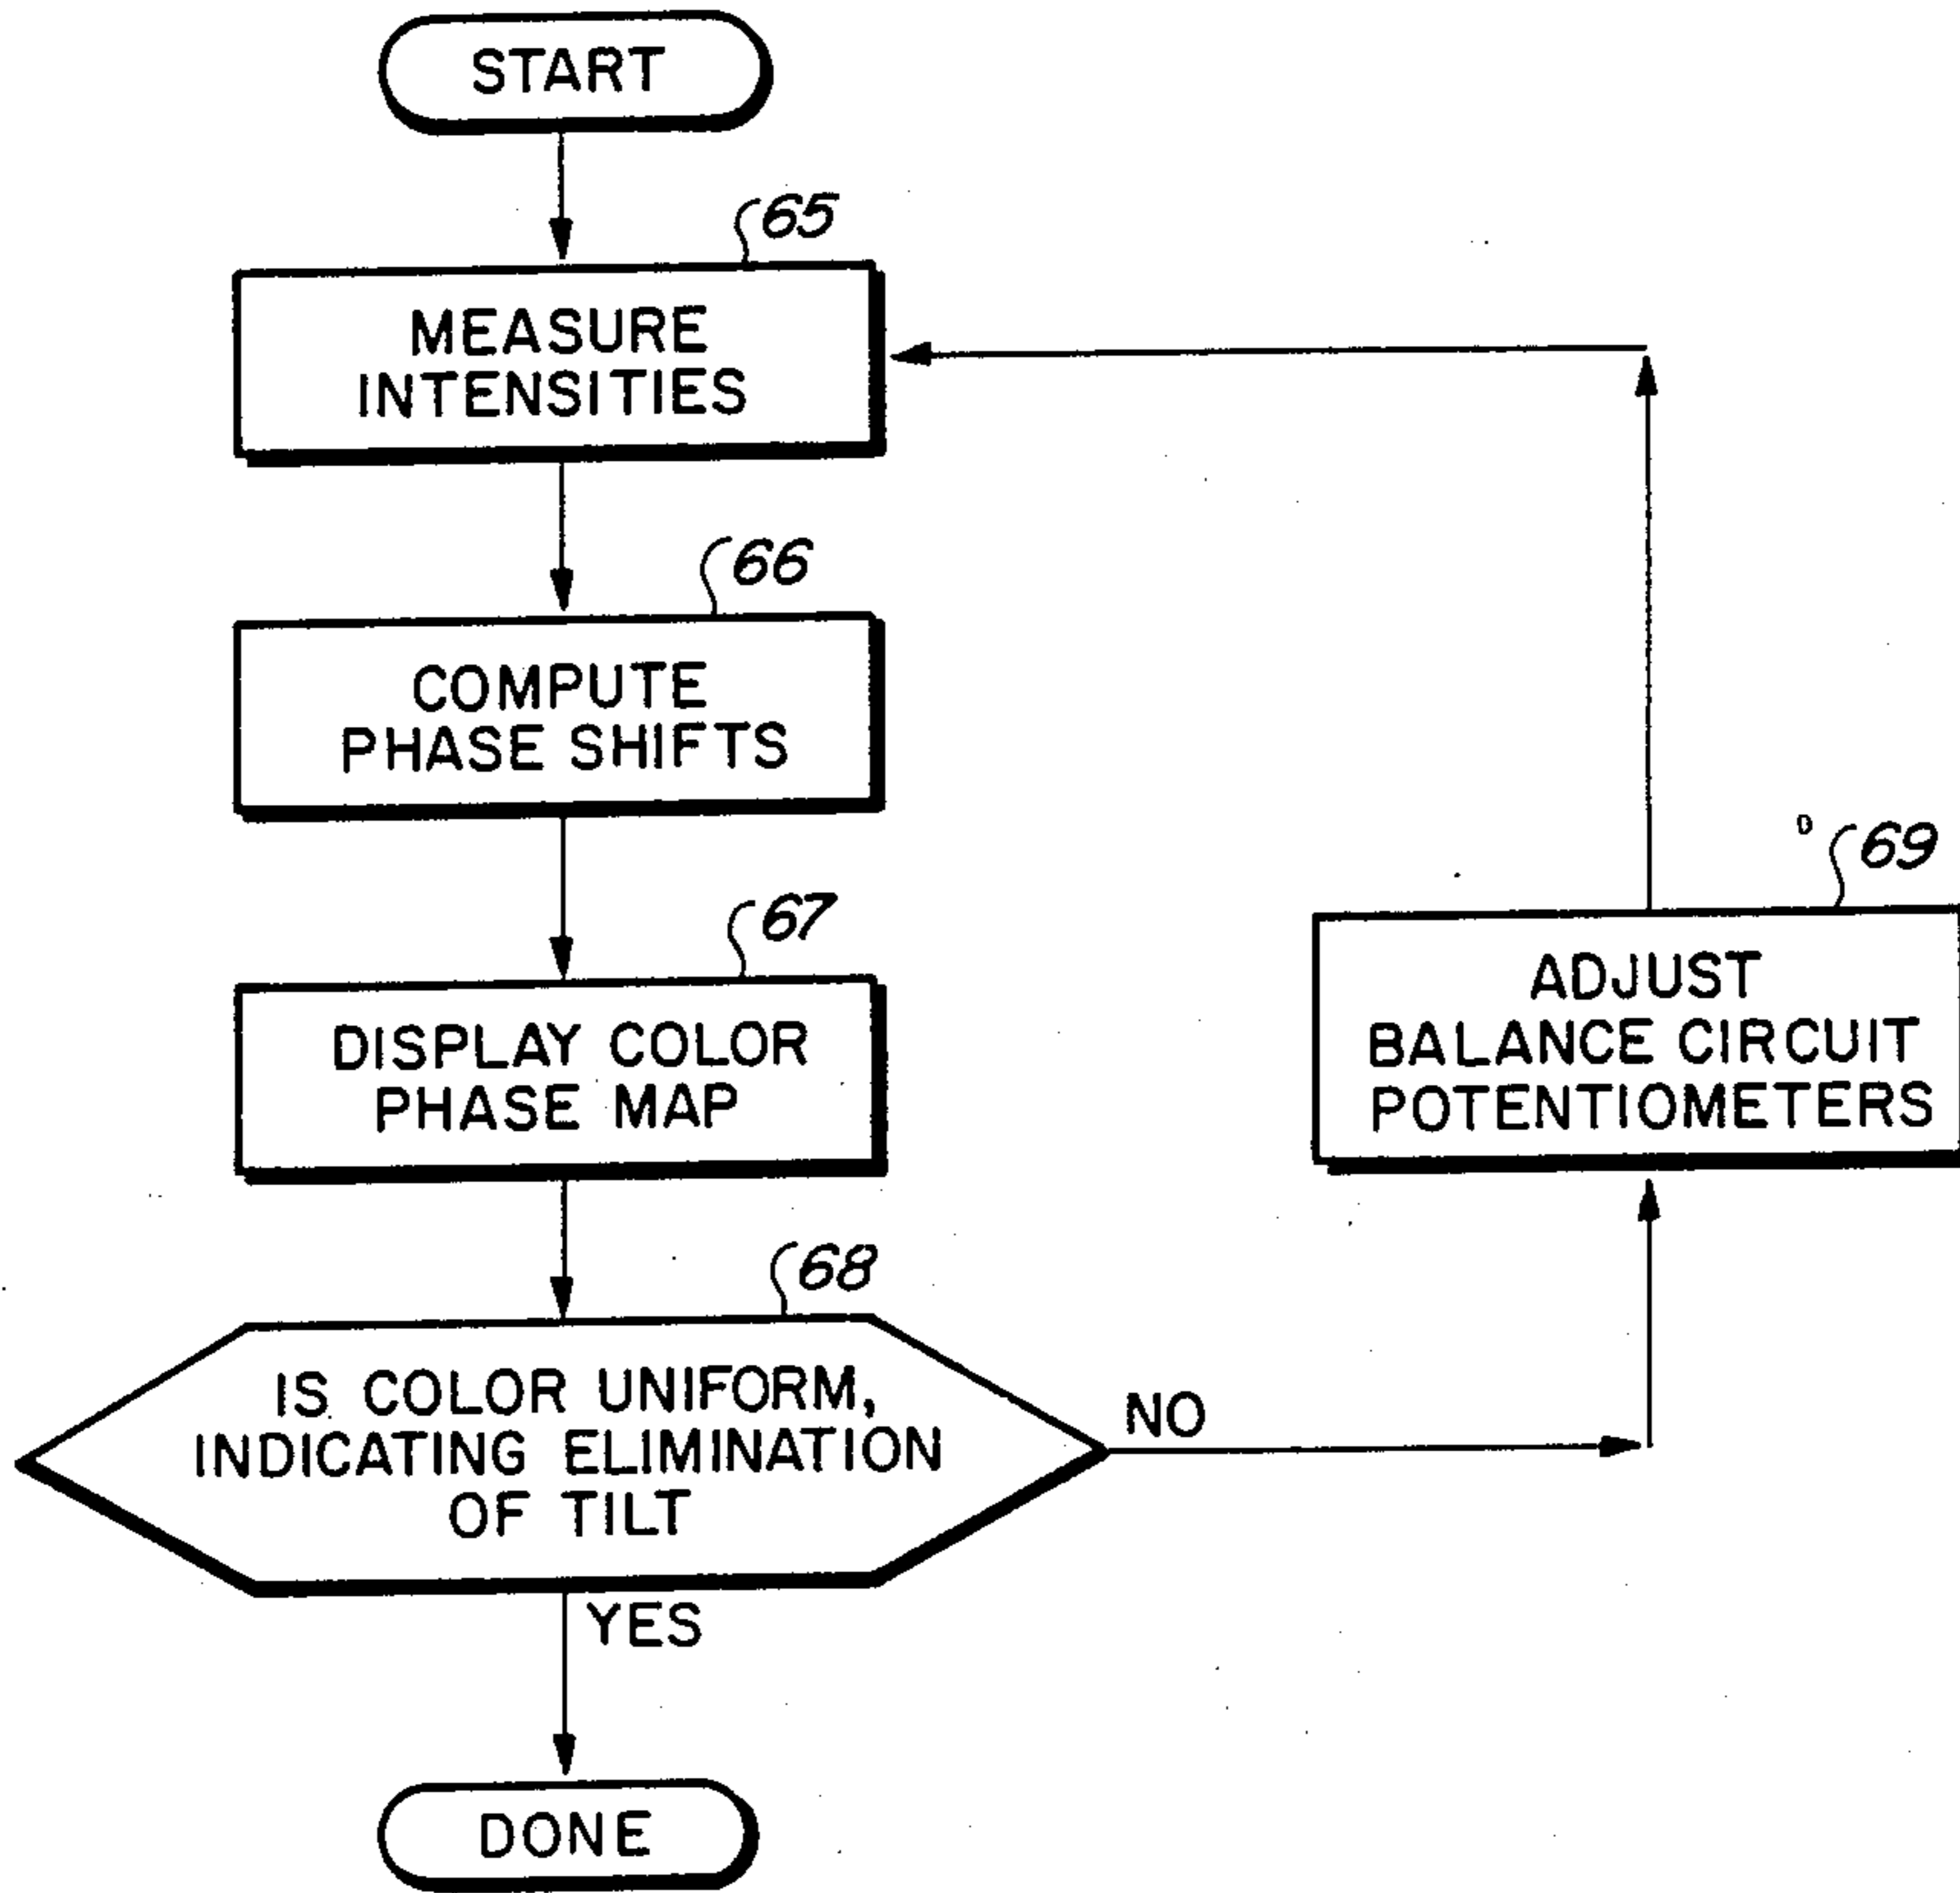 START
65
MEASURE
INTENSITIES
66
COMPUTE
PHASE SHIFTS
67
DISPLAY COLOR
PHASE MAP
68
IS COLOR UNIFORM,
INDICATING ELIMINATION
OF TILT
NO
YES
DONE
69
ADJUST
BALANCE CIRCUIT
POTENTIOMETERS